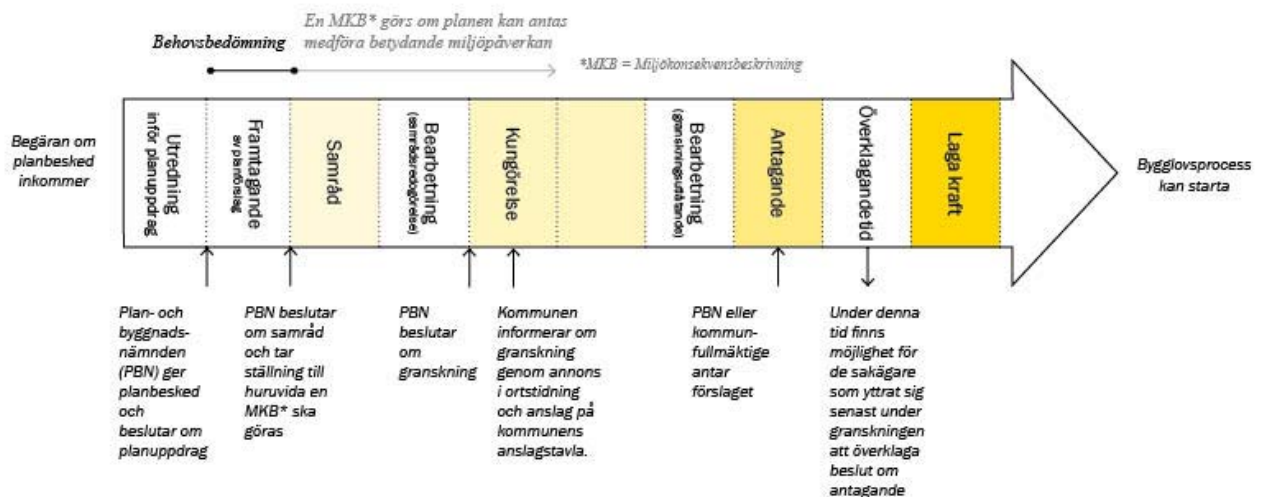 En MKB* görs om planen kan antas
medföra betydande miljöpåverkan
Behovsbedömning
*MKB = Miljökonsekvensbeskrivning
Begäran om
planbesked
inkommer
Utredning
inför planuppdrag
Framtagande
av planförslag
Samråd
Bearbetning
(samrådsredogörelse)
Kungörelse
Bearbetning
(granskningsutlåtande)
Antagande
Överklagandetid
Laga kraft
Bygglovsprocess
kan starta
Plan- och
byggnads-
nämnden
(PBN) ger
planbesked
och
beslutar om
planuppdrag
PBN beslutar
om samråd
och tar
ställning till
huruvida en
MKB* ska
göras
PBN
beslutar
om
granskning
Kommunen
informerar om
granskning
genom annons
i ortstidning
och anslag på
kommunens
anslagstavla.
PBN eller
kommun-
fullmäktige
antar
förslaget
Under denna
tid finns
möjlighet för
de sakägare
som yttrat sig
senast under
granskningen
att överklaga
beslut om
antagande